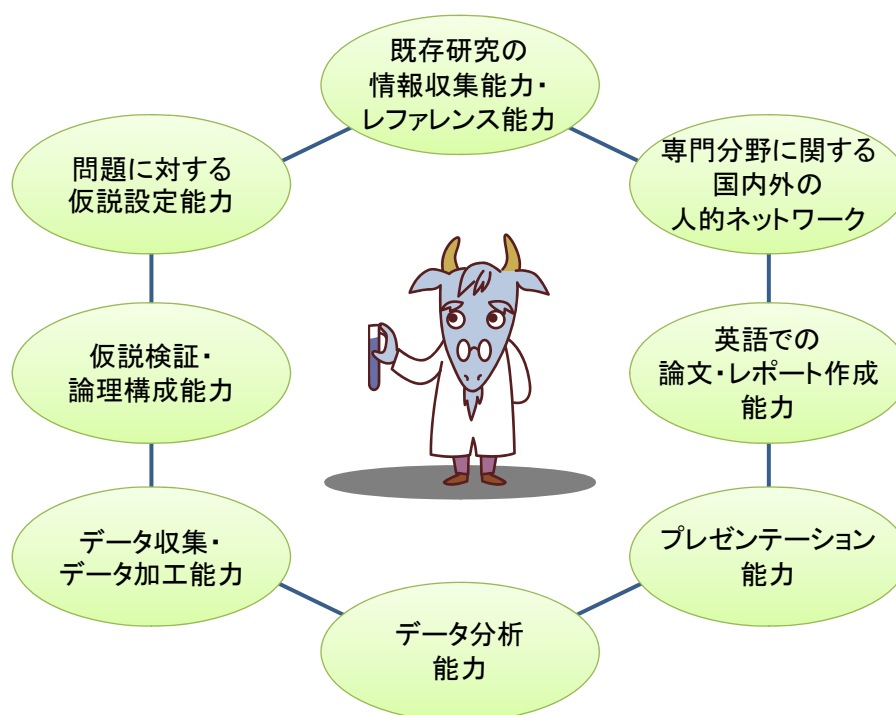 既存研究の
情報収集能力・
レファレンス能力
問題に対する
仮説設定能力
専門分野に関する
国内外の
人的ネットワーク
仮説検証・
論理構成能力
英語での
論文・レポート作成
能力
データ収集・
データ加工能力
プレゼンテーション
能力
データ分析
能力